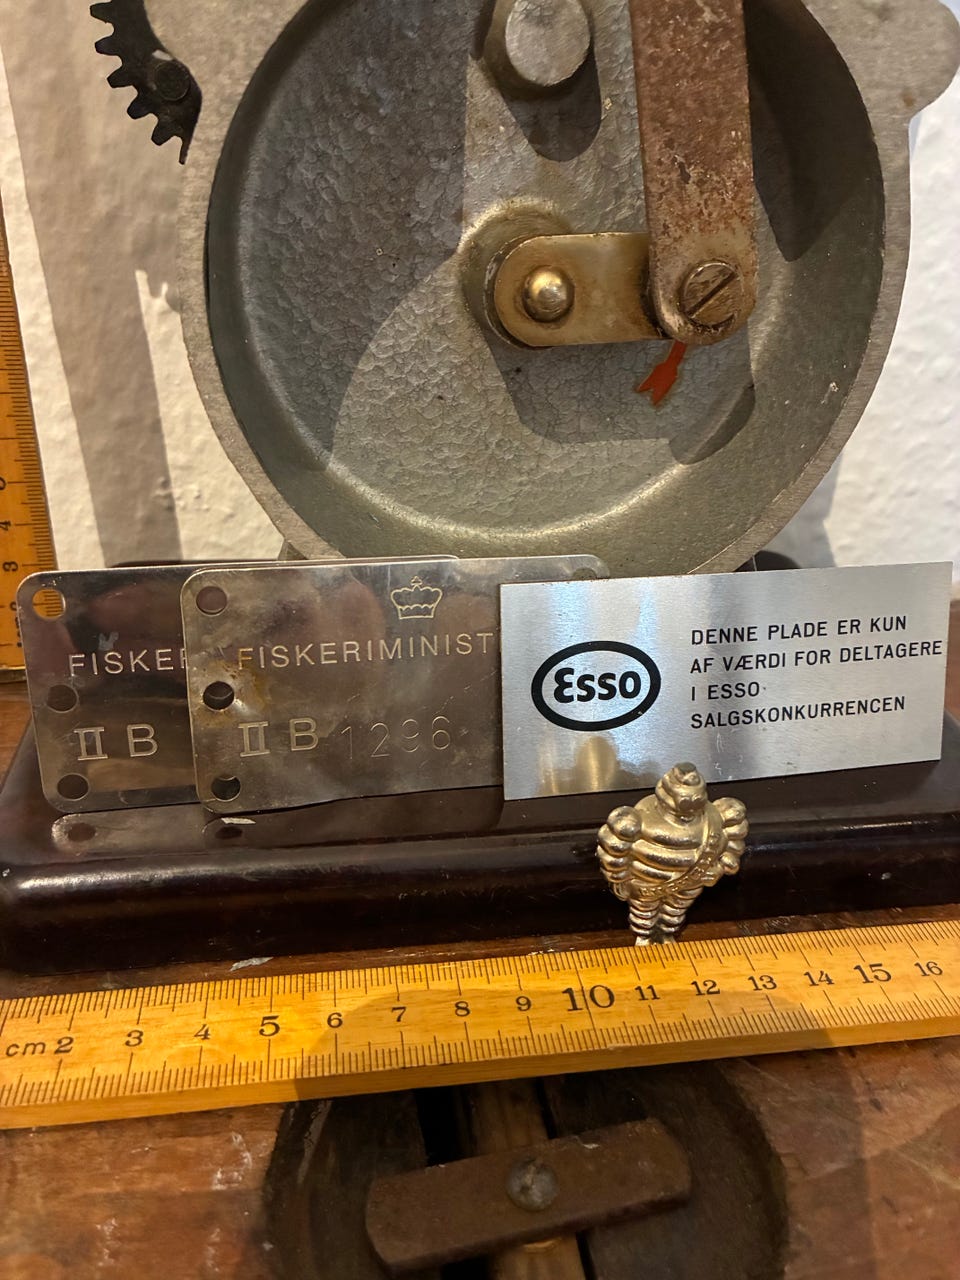 FISKER
II B
FISKERIMINIST
II B 1296
Esso
DENNE PLADE ER KUN
AF VÆRDI FOR DELTAGERE
I ESSO
SALGSKONKURRENCEN
cm 2 3 4 5 6 7 8 9 10 11 12 13 14 15 16
4